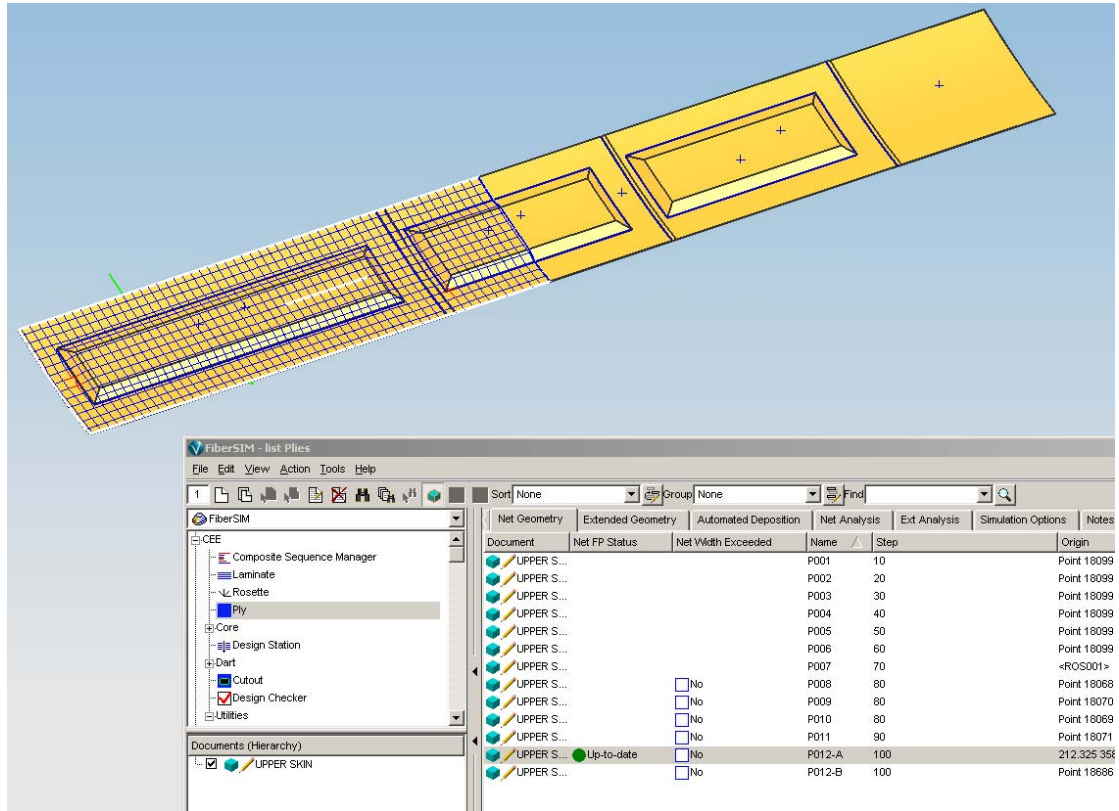 FiberSIM - list Plies
File Edit View Action Tools Help
1 Sort None Group None Find
FiberSIM
Net Geometry Extended Geometry Automated Deposition Net Analysis Ext Analysis Simulation Options Notes
CEE
Composite Sequence Manager
Laminate
Rosette
Ply
Core
Design Station
Dart
Cutout
Design Checker
Utilities
Documents (Hierarchy)
UPPER SKIN
Document Net FP Status Net Width Exceeded Name Step Origin
UPPER S... P001 10 Point 18099
UPPER S... P002 20 Point 18099
UPPER S... P003 30 Point 18099
UPPER S... P004 40 Point 18099
UPPER S... P005 50 Point 18099
UPPER S... P006 60 Point 18099
UPPER S... P007 70 <ROS001>
UPPER S... No P008 80 Point 18068
UPPER S... No P009 80 Point 18070
UPPER S... No P010 80 Point 18069
UPPER S... No P011 90 Point 18071
UPPER S... Up-to-date No P012-A 100 212.325 358
UPPER S... No P012-B 100 Point 18686